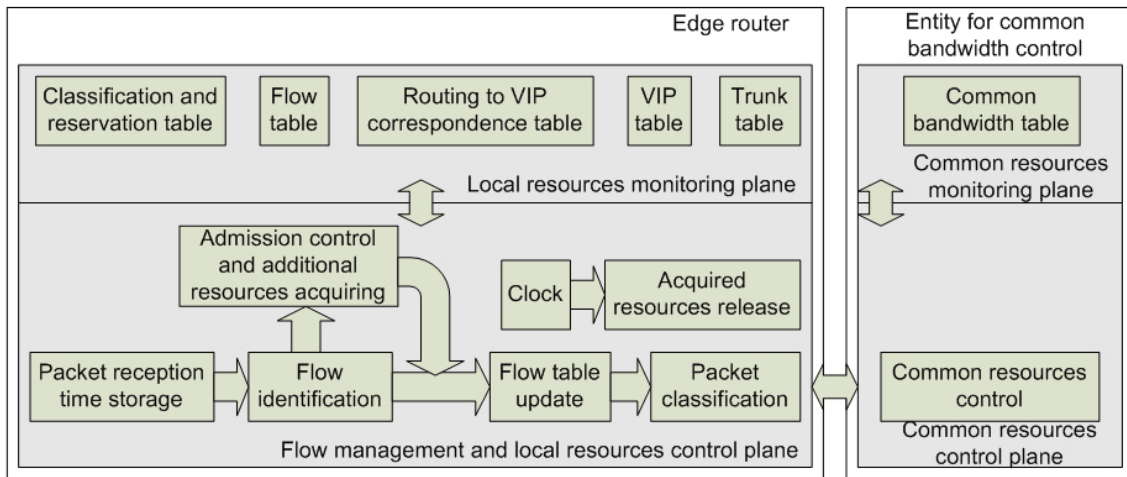 Edge router
Classification and
reservation table
Flow
table
Routing to VIP
correspondence table
VIP
table
Trunk
table
Local resources monitoring plane
Admission control
and additional
resources acquiring
Clock
Acquired
resources release
Packet reception
time storage
Flow
identification
Flow table
update
Packet
classification
Flow management and local resources control plane
Entity for common
bandwidth control
Common
bandwidth table
Common resources
monitoring plane
Common resources
control
Common resources
control plane